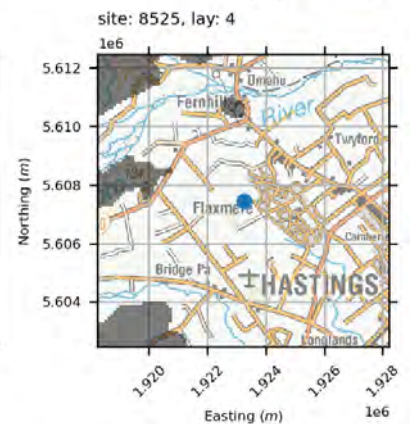 site: 8525, lay: 4
1e6
5.612
5.610
5.608
5.606
5.604
Northing (m)
Omahu
Fernhill
River
Twyford
Flaxmere
Bridge Pa
HASTINGS
Longlands
1.920
1.922
1.924
1.926
1.928
1e6
Easting (m)